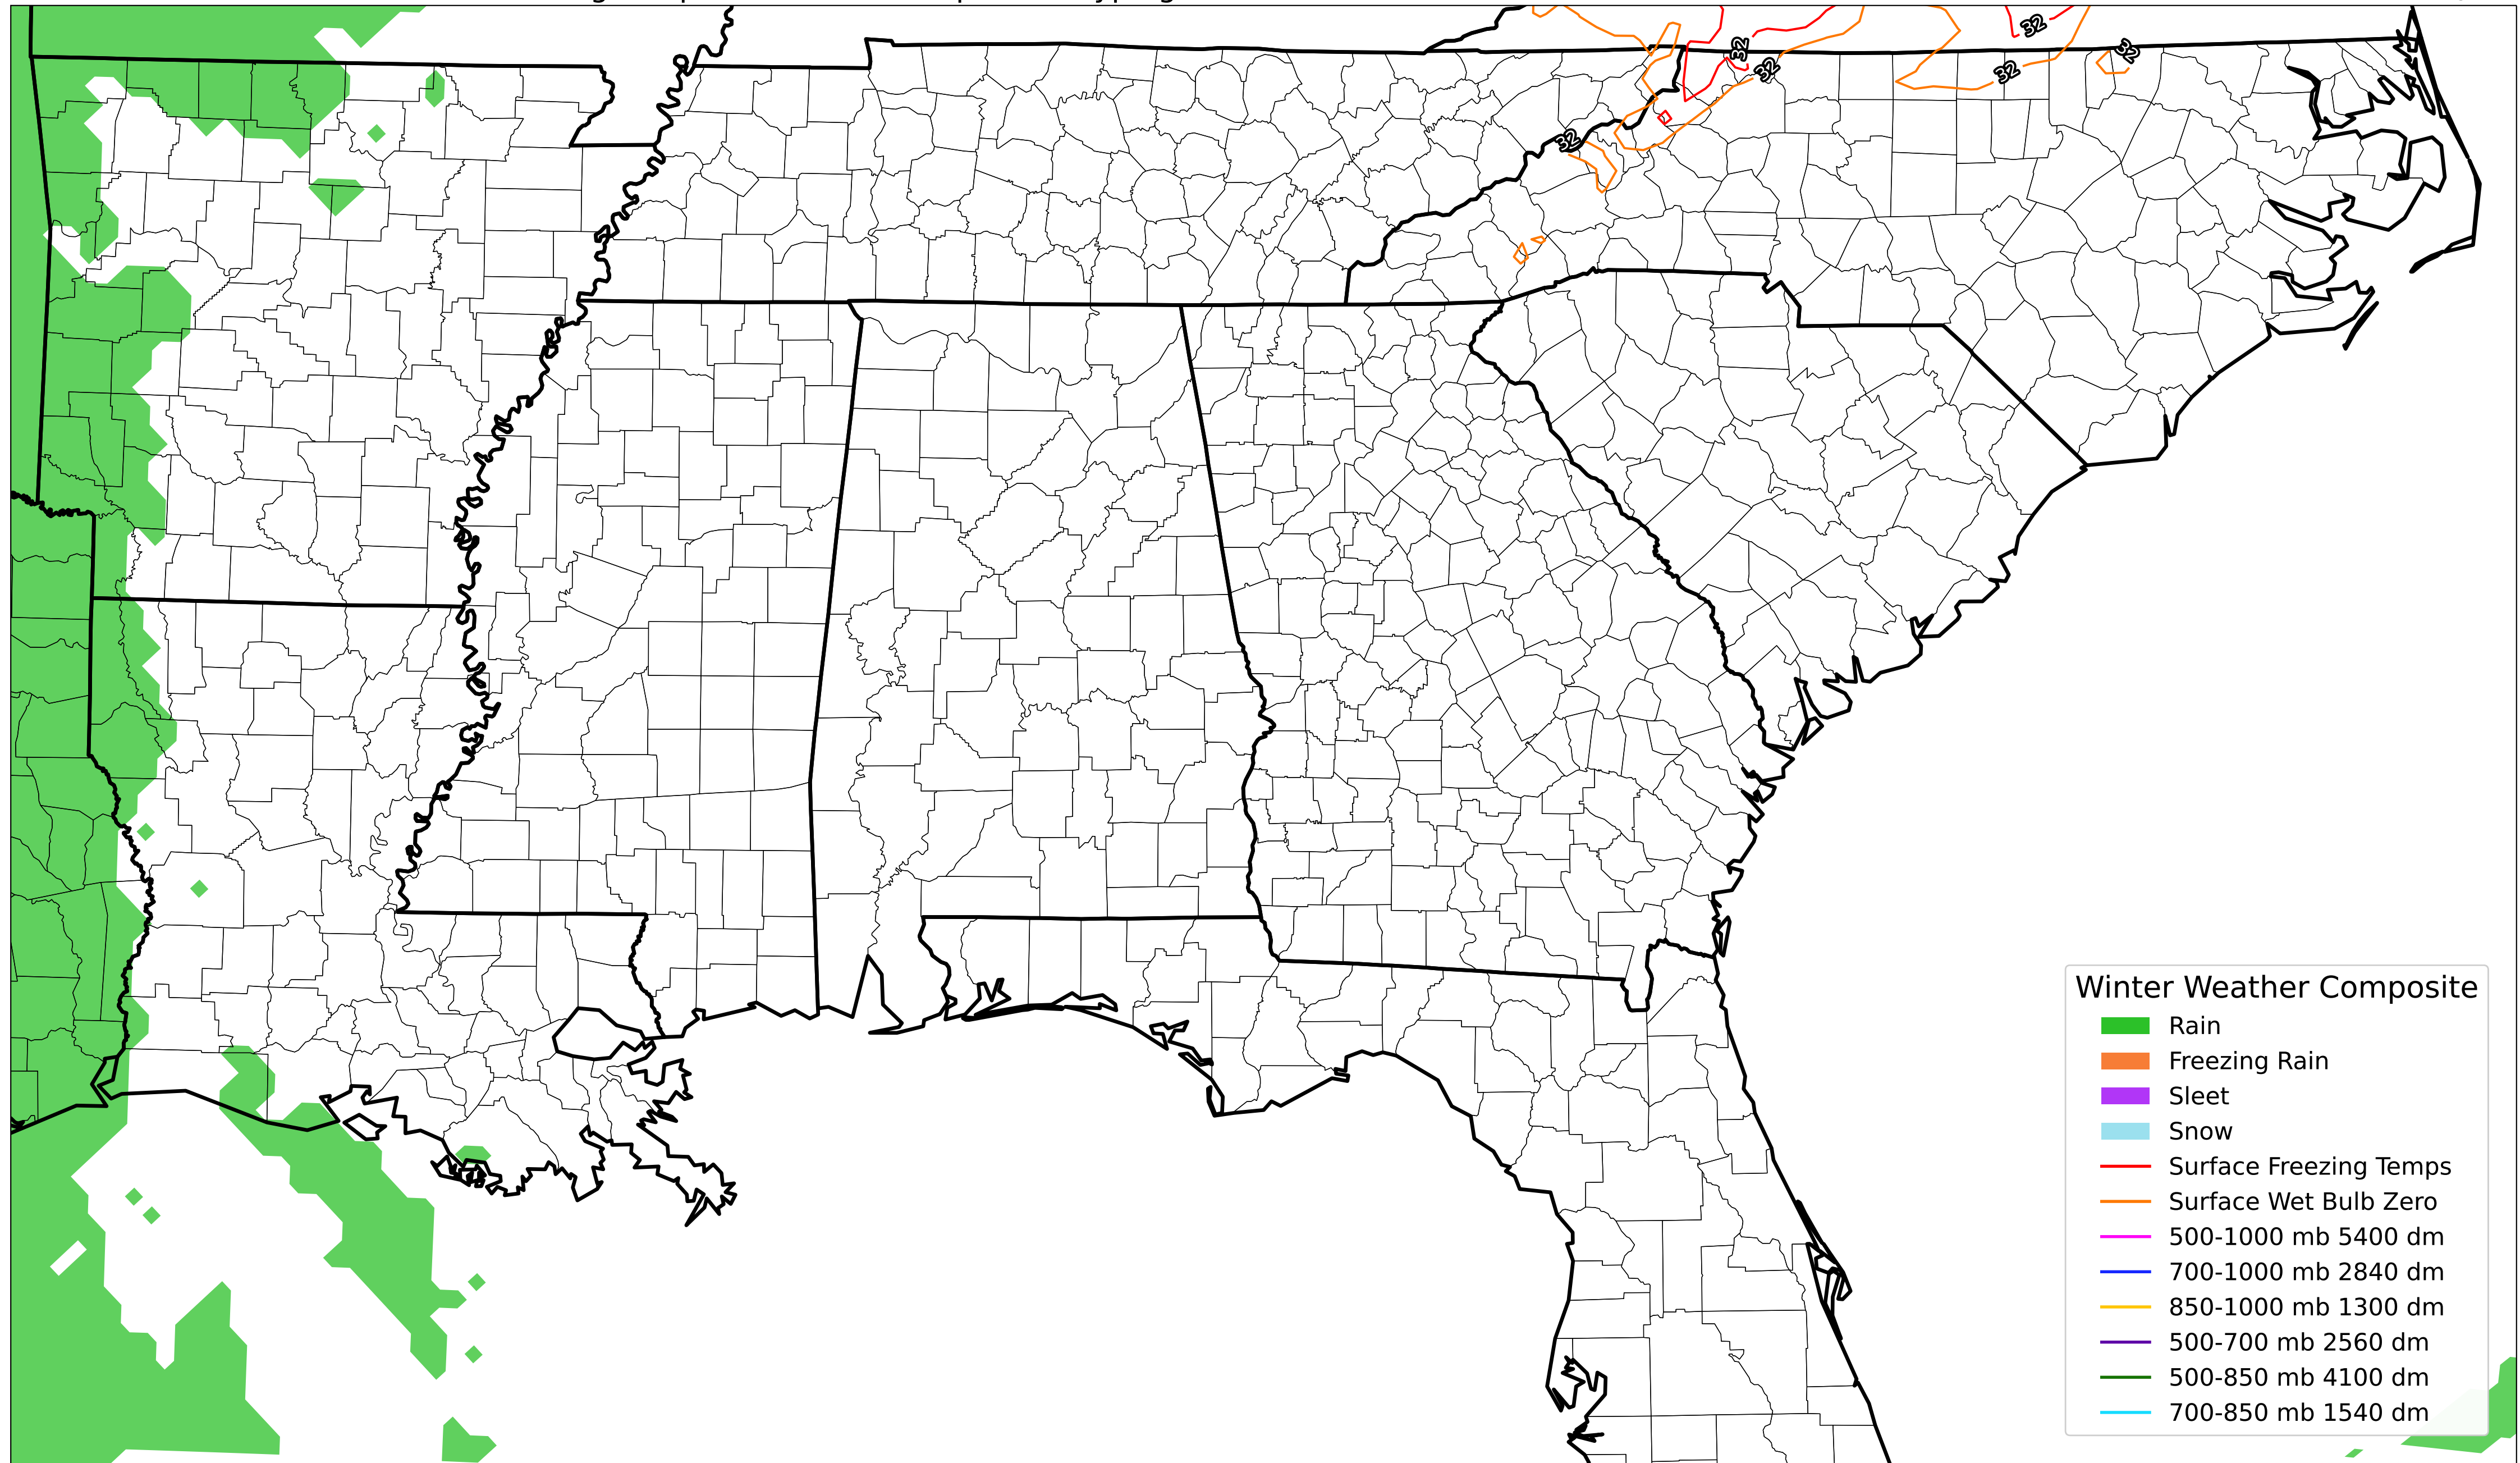 32
32
32
32
32
32
Winter Weather Composite
Rain
Freezing Rain
Sleet
Snow
Surface Freezing Temps
Surface Wet Bulb Zero
500-1000 mb 5400 dm
700-1000 mb 2840 dm
850-1000 mb 1300 dm
500-700 mb 2560 dm
500-850 mb 4100 dm
700-850 mb 1540 dm